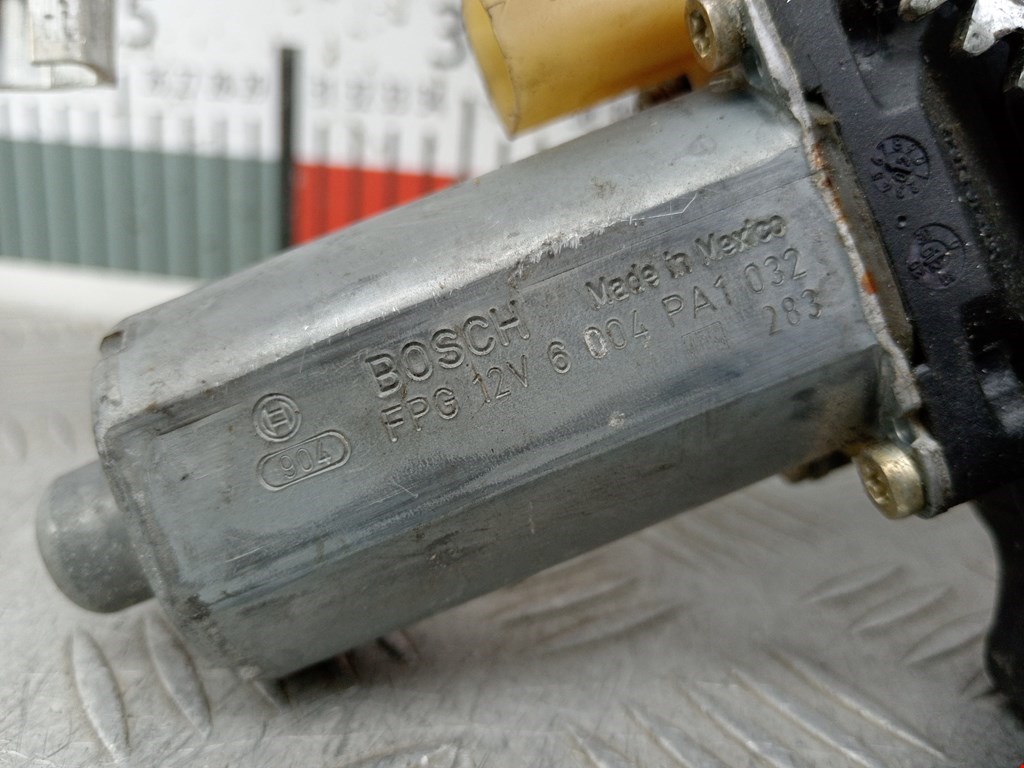 BOSCH Made in Mexico
FPG 12V 6 004 PA1 032
283
904